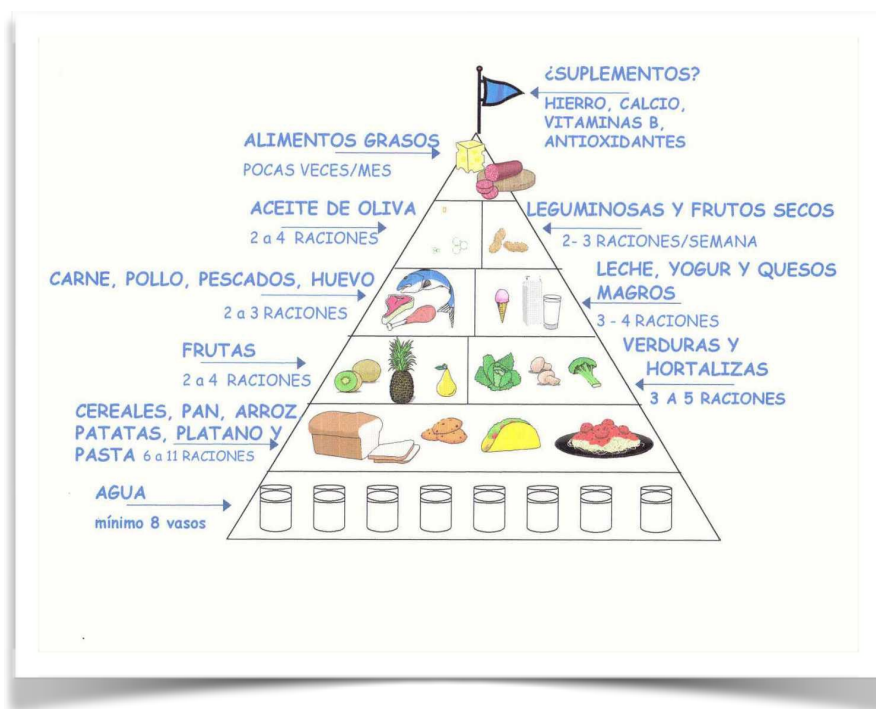 ¿SUPLEMENTOS?
HIERRO, CALCIO,
VITAMINAS B,
ANTIOXIDANTES
ALIMENTOS GRASOS
POCAS VECES/MES
ACEITE DE OLIVA
2 a 4 RACIONES
LEGUMINOSAS Y FRUTOS SECOS
2- 3 RACIONES/SEMANA
CARNE, POLLO, PESCADOS, HUEVO
2 a 3 RACIONES
LECHE, YOGUR Y QUESOS
MAGROS
3 - 4 RACIONES
FRUTAS
2 a 4 RACIONES
VERDURAS Y
HORTALIZAS
3 A 5 RACIONES
CEREALES, PAN, ARROZ
PATATAS, PLATANO Y
PASTA 6 a 11 RACIONES
AGUA
mínimo 8 vasos